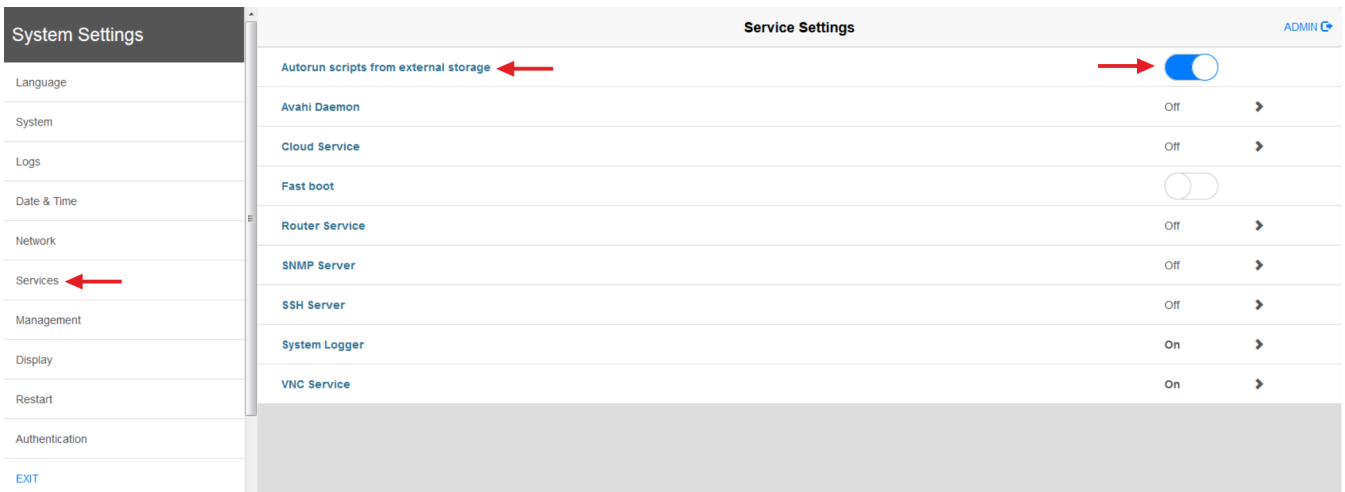 System Settings
Language
System
Logs
Date & Time
Network
Services
Management
Display
Restart
Authentication
EXIT
Service Settings
ADMIN
Autorun scripts from external storage
Avahi Daemon Off
Cloud Service Off
Fast boot
Router Service Off
SNMP Server Off
SSH Server Off
System Logger On
VNC Service On